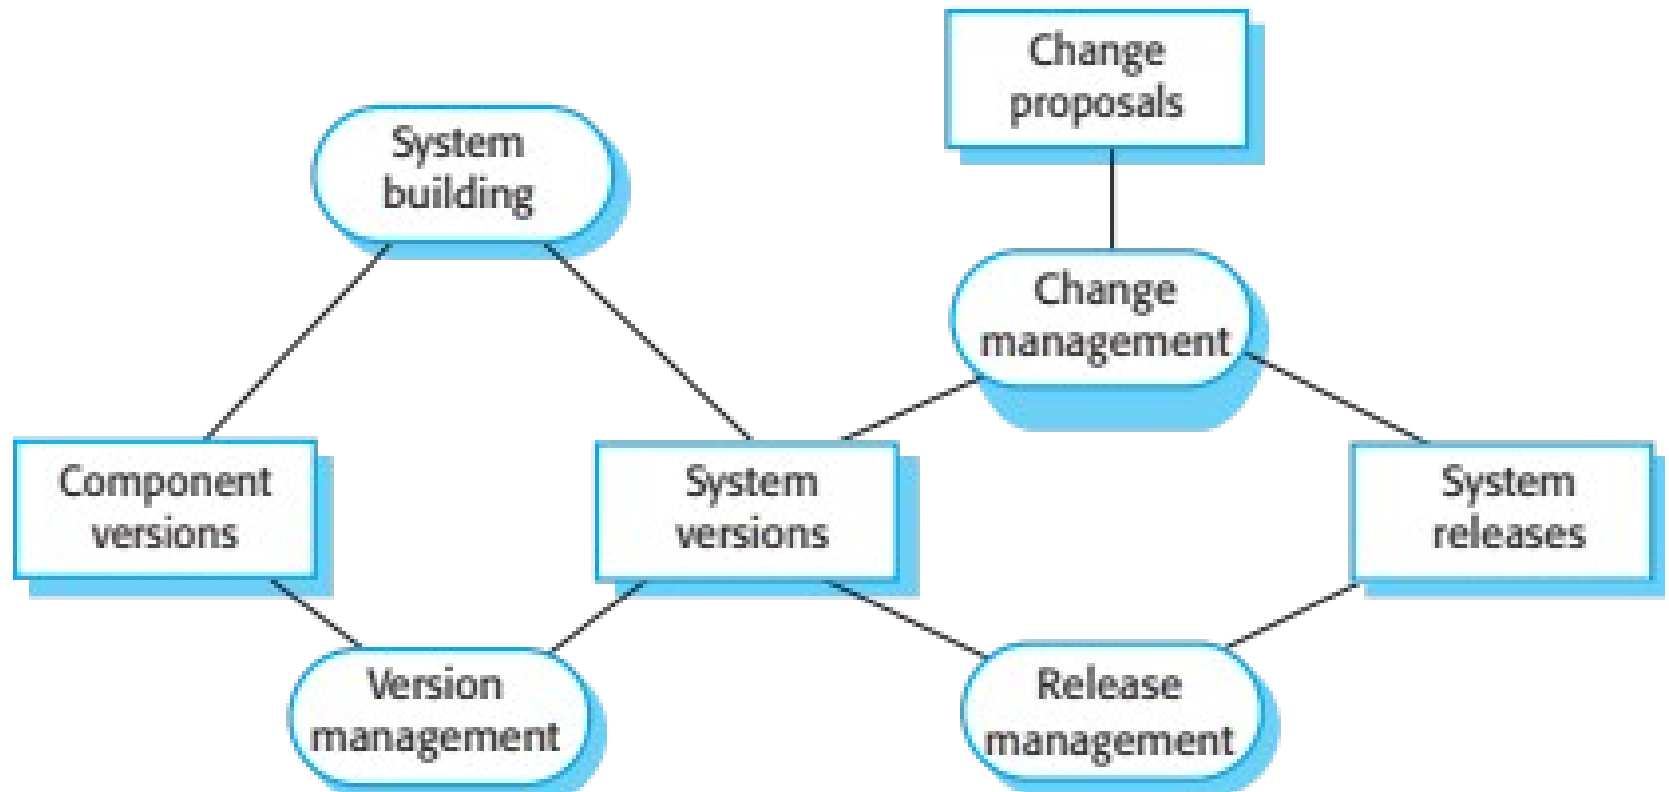 Change
proposals
System
building
Change
management
Component
versions
System
versions
System
releases
Version
management
Release
management